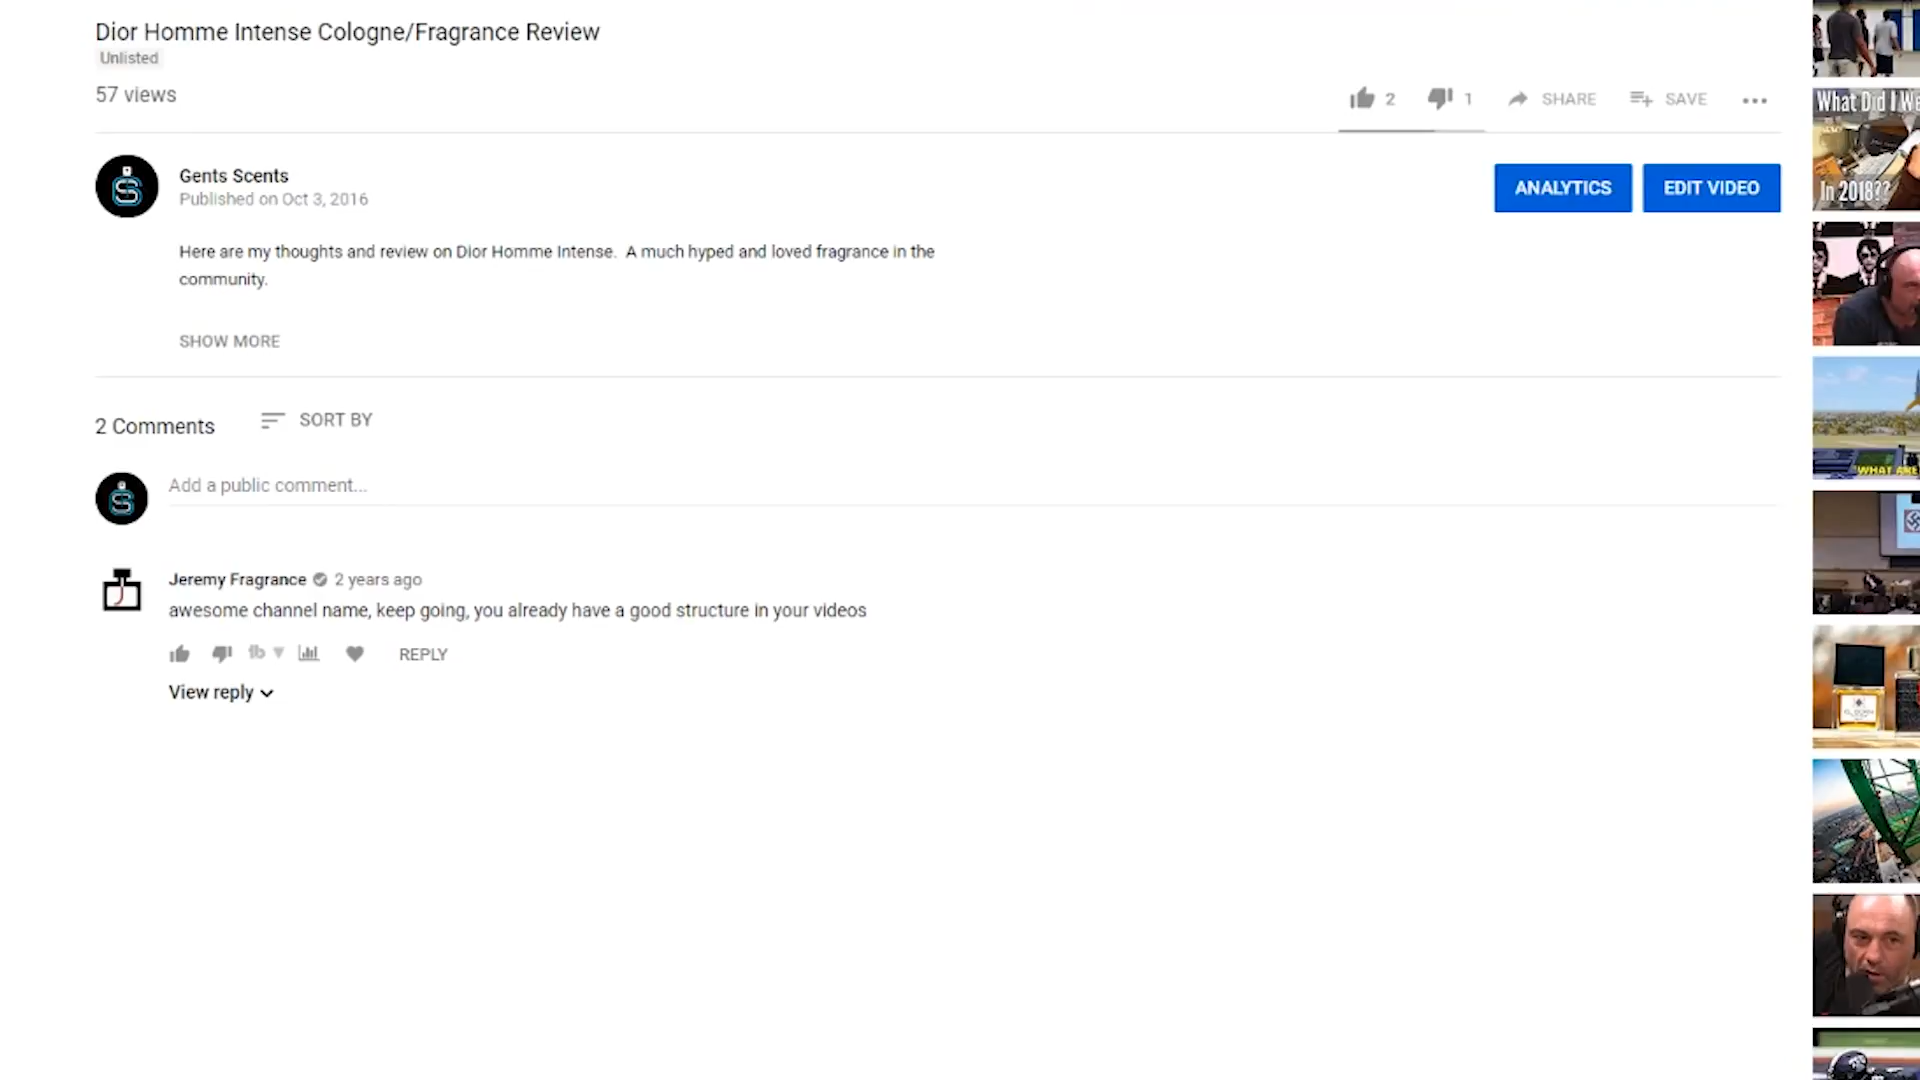 Dior Homme Intense Cologne/Fragrance Review
Unlisted
57 views
2
1
SHARE
SAVE
Gents Scents
Published on Oct 3, 2016
ANALYTICS
EDIT VIDEO
Here are my thoughts and review on Dior Homme Intense. A much hyped and loved fragrance in the
community.
SHOW MORE
2 Comments
SORT BY
Add a public comment...
Jeremy Fragrance 2 years ago
awesome channel name, keep going, you already have a good structure in your videos
REPLY
View reply
What Did I We
In 2018??
"WHAT ARE